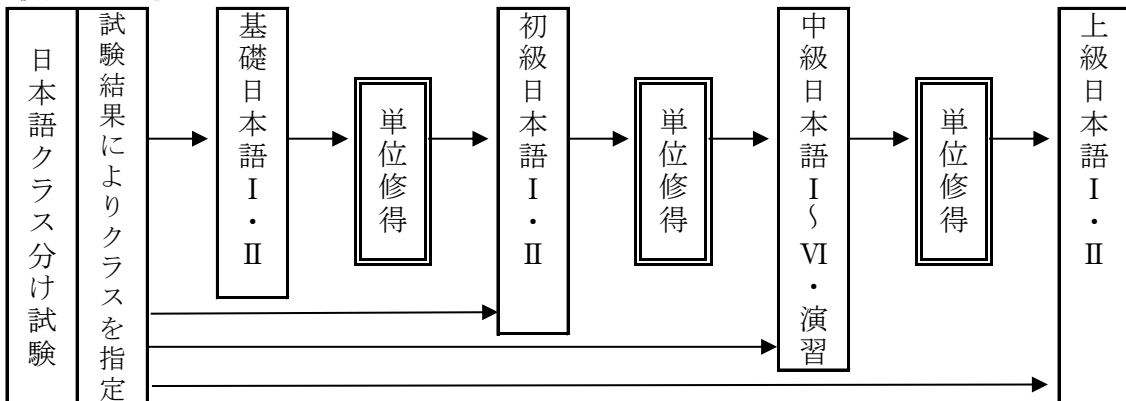 日本語クラス分け試験
試験結果によりクラスを指定
基礎日本語Ⅰ・Ⅱ
単位修得
初級日本語Ⅰ・Ⅱ
単位修得
中級日本語Ⅰ～Ⅵ・演習
単位修得
上級日本語Ⅰ・Ⅱ